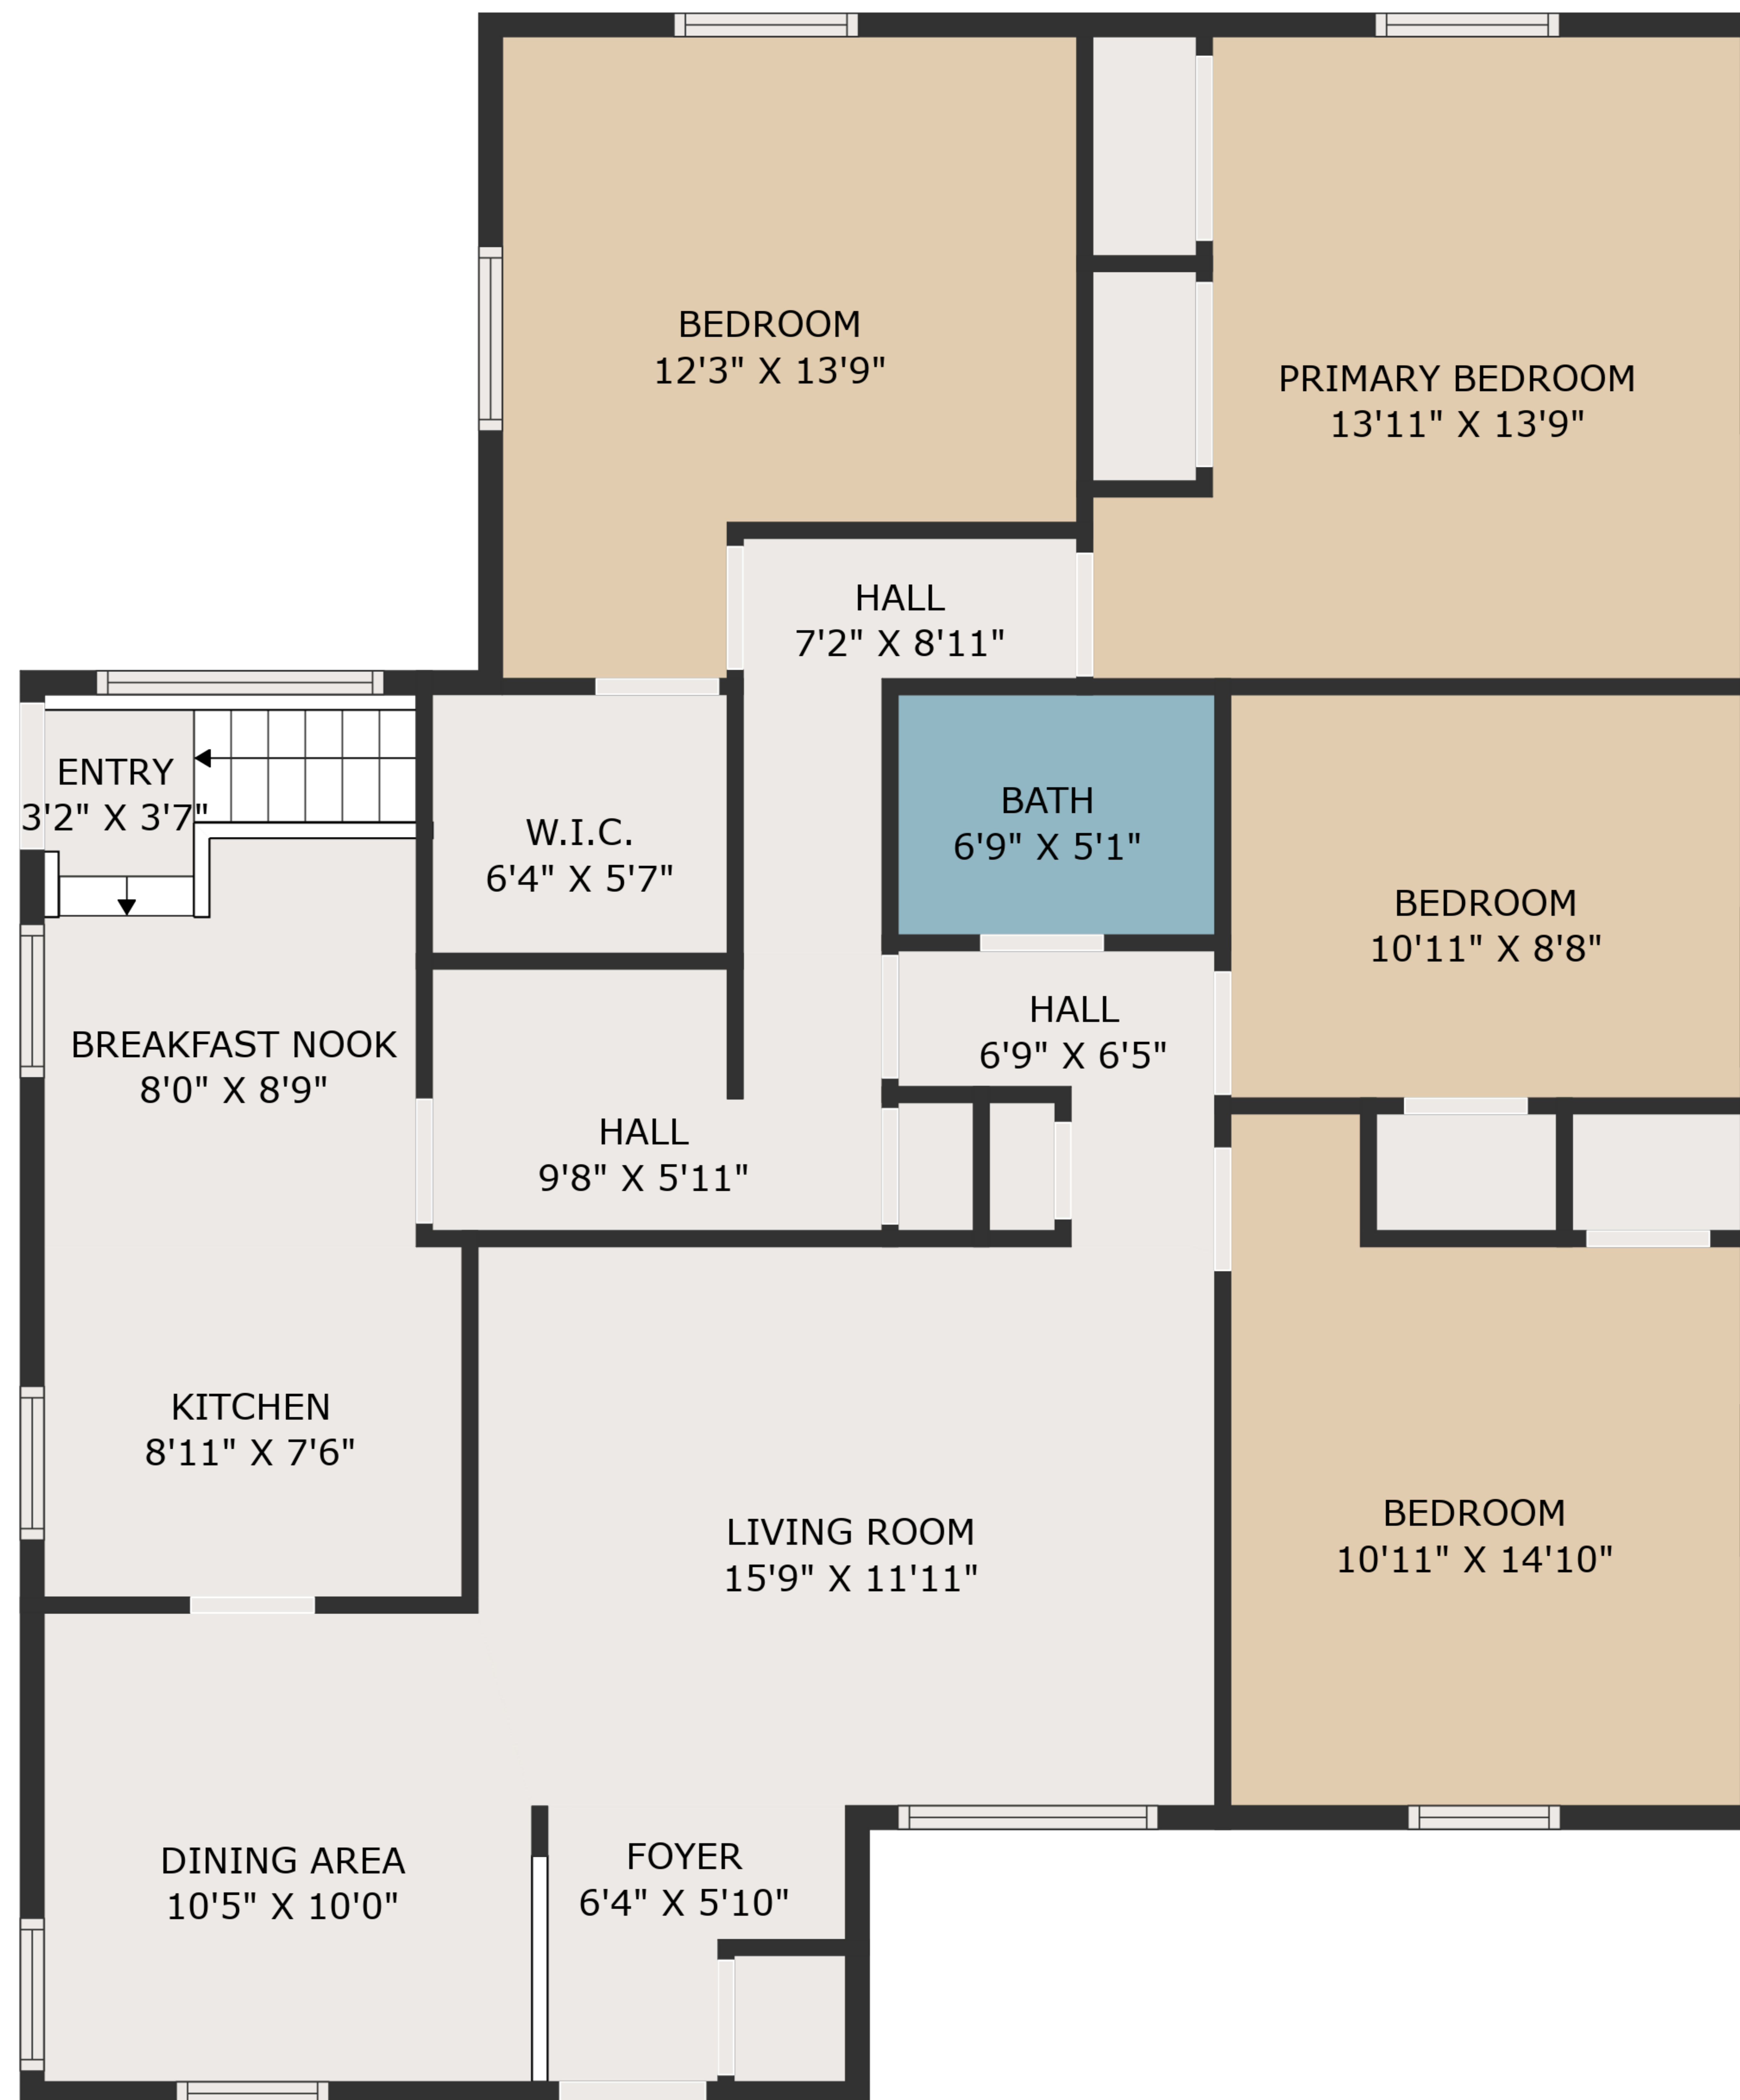 BEDROOM
12'3" X 13'9"
PRIMARY BEDROOM
13'11" X 13'9"
HALL
7'2" X 8'11"
ENTRY
3'2" X 3'7"
W.I.C.
6'4" X 5'7"
BATH
6'9" X 5'1"
BEDROOM
10'11" X 8'8"
BREAKFAST NOOK
8'0" X 8'9"
HALL
6'9" X 6'5"
HALL
9'8" X 5'11"
KITCHEN
8'11" X 7'6"
LIVING ROOM
15'9" X 11'11"
BEDROOM
10'11" X 14'10"
DINING AREA
10'5" X 10'0"
FOYER
6'4" X 5'10"